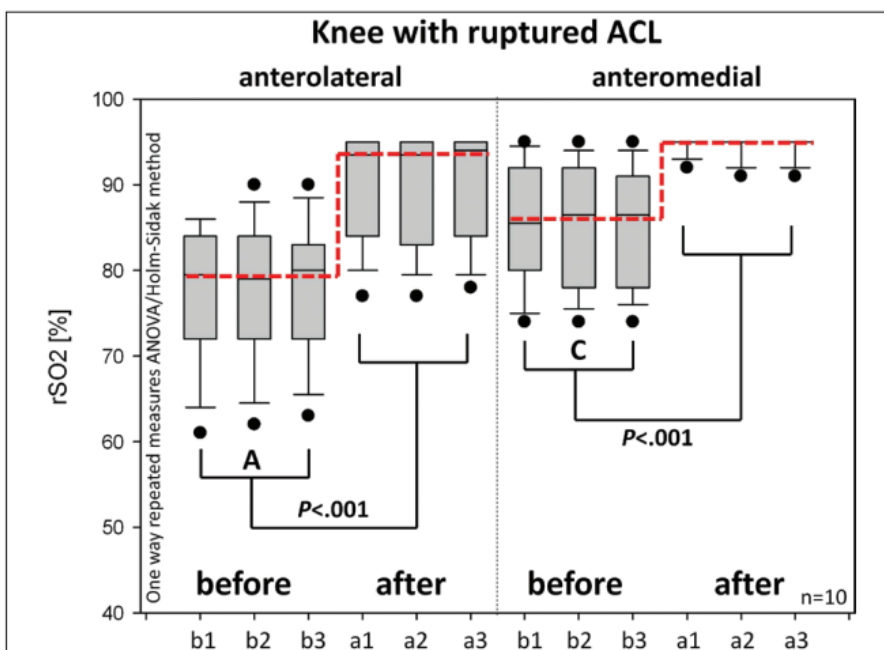 Knee with ruptured ACL
anterolateral
anteromedial
100
90
80
70
60
50
40
rSO2 [%]
One way repeated measures ANOVA/Holm-Sidak method
A
P<.001
C
P<.001
before
after
before
after
n=10
b1 b2 b3 a1 a2 a3 b1 b2 b3 a1 a2 a3